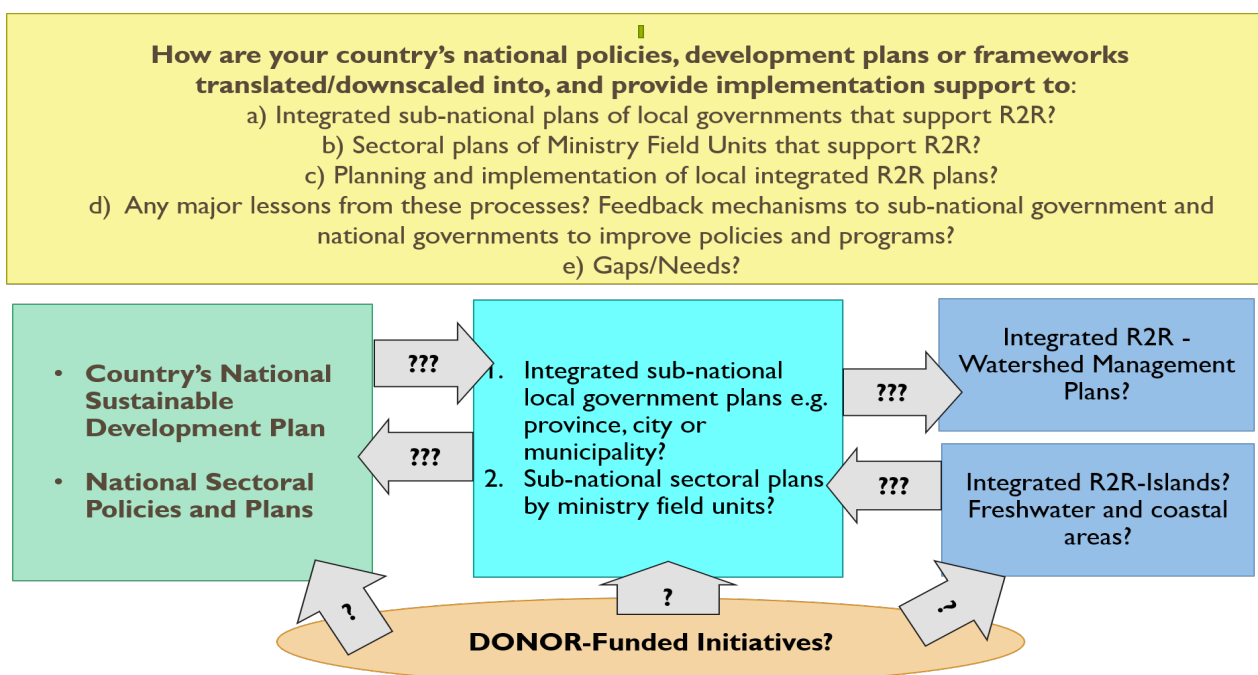 How are your country's national policies, development plans or frameworks
translated/downscaled into, and provide implementation support to:
a) Integrated sub-national plans of local governments that support R2R?
b) Sectoral plans of Ministry Field Units that support R2R?
c) Planning and implementation of local integrated R2R plans?
d) Any major lessons from these processes? Feedback mechanisms to sub-national government and
national governments to improve policies and programs?
e) Gaps/Needs?
• Country's National
Sustainable
Development Plan
• National Sectoral
Policies and Plans
???
???
1. Integrated sub-national
local government plans e.g.
province, city or
municipality?
2. Sub-national sectoral plans
by ministry field units?
???
???
Integrated R2R -
Watershed Management
Plans?
Integrated R2R-Islands?
Freshwater and coastal
areas?
?
?
?
DONOR-Funded Initiatives?